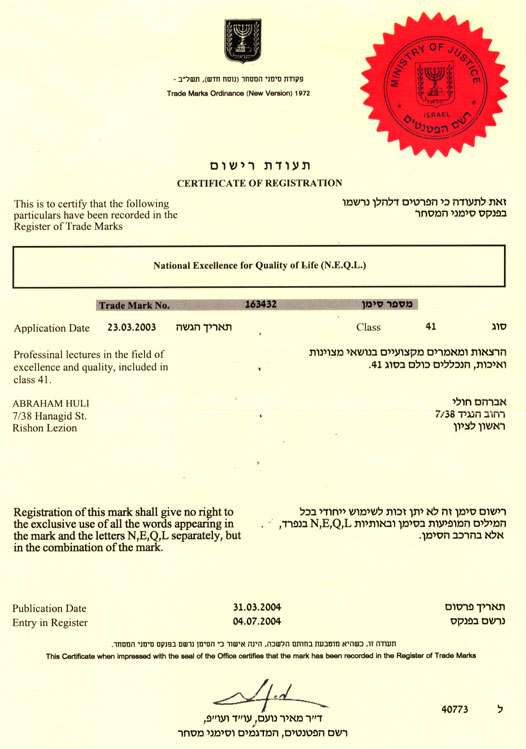 פקודת סימני המסחר (נוסח חדש), תשל"ב -
Trade Marks Ordinance (New Version) 1972
MINISTRY OF JUSTICE
ISRAEL
רשם הפטנטים
תעודת רישום
CERTIFICATE OF REGISTRATION
This is to certify that the following
particulars have been recorded in the
Register of Trade Marks
זאת לתעודה כי הפרטים דלהלן נרשמו
בפנקס סימני המסחר
National Excellence for Quality of Life (N.E.Q.L.)
Trade Mark No. 163432 מספר סימן
Application Date 23.03.2003 תאריך הגשה Class 41 סוג
Professinal lectures in the field of
excellence and quality, included in
class 41.
הרצאות ומאמרים מקצועיים בנושאי מצוינות
ואיכות, הנכללים כולם בסוג 41.
ABRAHAM HULI
7/38 Hanagid St.
Rishon Lezion
אברהם חולי
רחוב הנגיד 7/38
ראשון לציון
Registration of this mark shall give no right to
the exclusive use of all the words appearing in
the mark and the letters N,E,Q,L separately, but
in the combination of the mark.
רישום סימן זה לא יתן זכות לשימוש ייחודי בכל
המילים המופיעות בסימן ובאותיות N,E,Q,L בנפרד,
אלא בהרכב הסימן.
Publication Date 31.03.2004 תאריך פרסום
Entry in Register 04.07.2004 נרשם בפנקס
תעודה זו, כשהיא מוטבעת בחותם הלשכה, הינה אישור כי הסימן נרשם בפנקס סימני המסחר.
This Certificate when impressed with the seal of the Office certifies that the mark has been recorded in the Register of Trade Marks
ד"ר מאיר נועם, עו"ד ועו"פ,
רשם הפטנטים, המדגמים וסימני מסחר
40773 ל